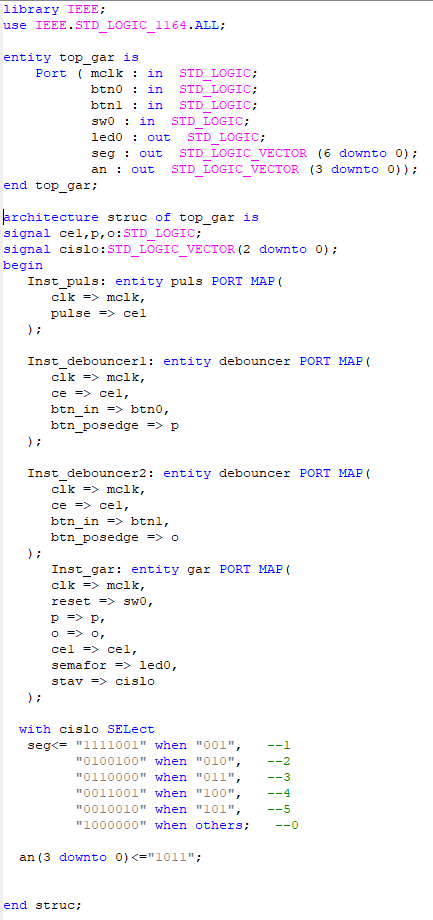 library IEEE;
use IEEE.STD_LOGIC_1164.ALL;

entity top_gar is
    Port ( mclk : in  STD_LOGIC;
           btn0 : in  STD_LOGIC;
           btn1 : in  STD_LOGIC;
           sw0 : in  STD_LOGIC;
           led0 : out  STD_LOGIC;
           seg : out  STD_LOGIC_VECTOR (6 downto 0);
           an : out  STD_LOGIC_VECTOR (3 downto 0));
end top_gar;

architecture struc of top_gar is
signal ce1,p,o:STD_LOGIC;
signal cislo:STD_LOGIC_VECTOR(2 downto 0);
begin
   Inst_puls: entity puls PORT MAP(
      clk => mclk,
      pulse => ce1
   );

   Inst_debouncer1: entity debouncer PORT MAP(
      clk => mclk,
      ce => ce1,
      btn_in => btn0,
      btn_posedge => p
   );

   Inst_debouncer2: entity debouncer PORT MAP(
      clk => mclk,
      ce => ce1,
      btn_in => btn1,
      btn_posedge => o
   );
      Inst_gar: entity gar PORT MAP(
      clk => mclk,
      reset => sw0,
      p => p,
      o => o,
      ce1 => ce1,
      semafor => led0,
      stav => cislo
   );

  with cislo SELect
   seg<= "1111001" when "001",   --1
         "0100100" when "010",   --2
         "0110000" when "011",   --3
         "0011001" when "100",   --4
         "0010010" when "101",   --5
         "1000000" when others;   --0

  an(3 downto 0)<="1011";


end struc;